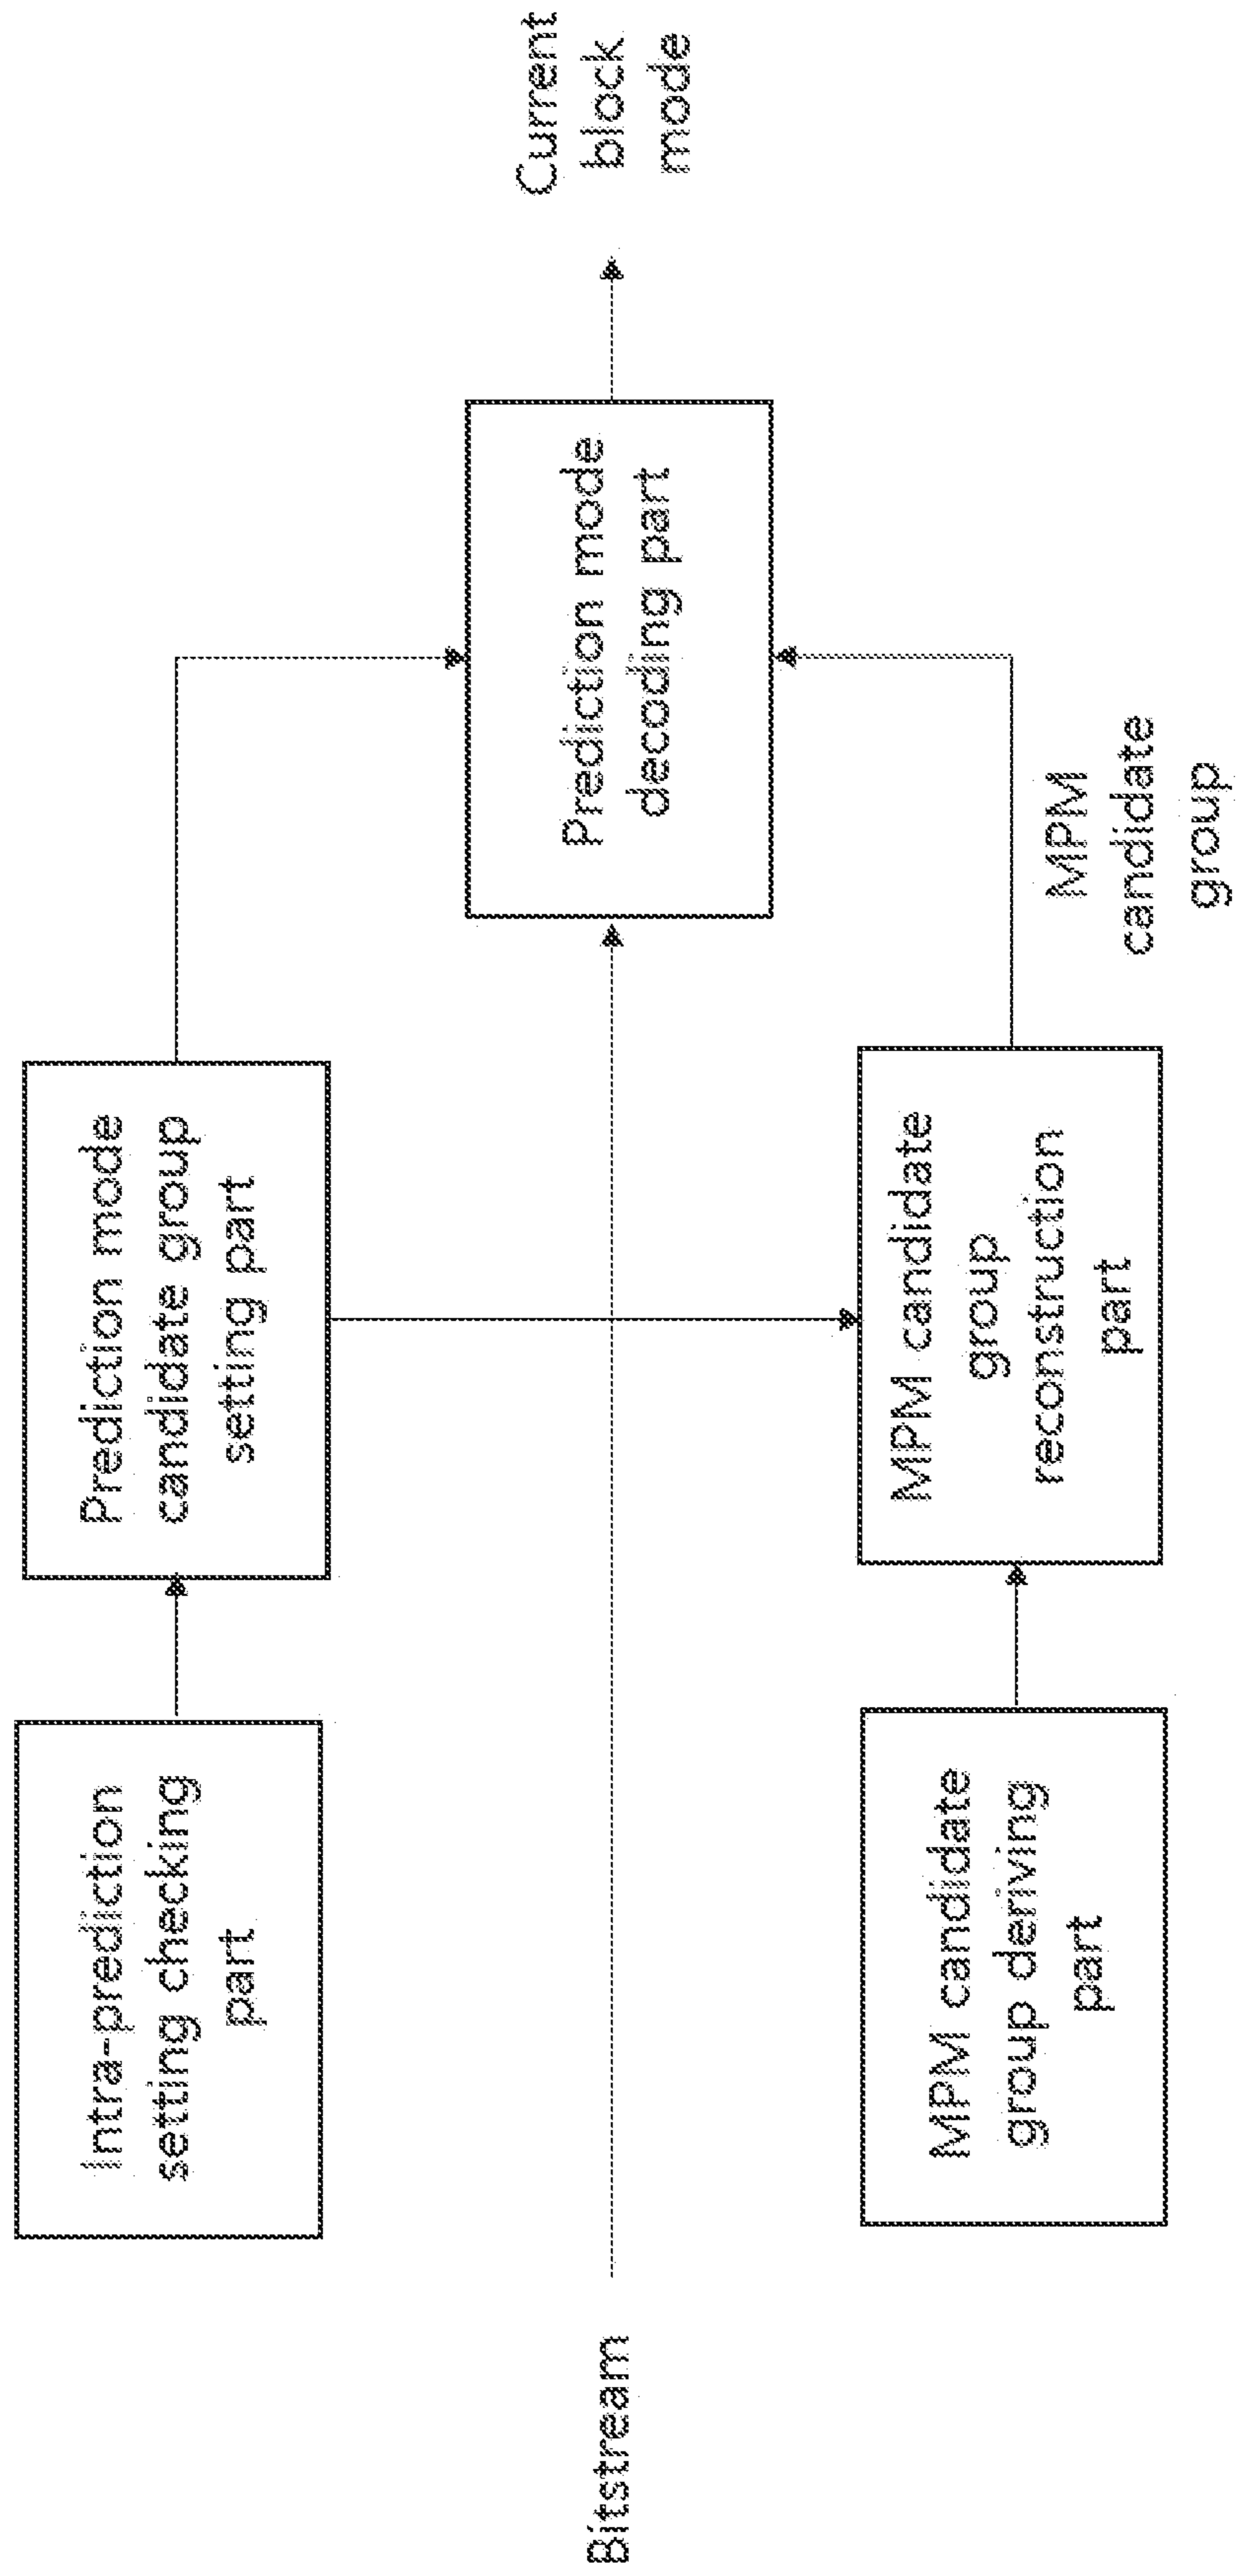 Intra-prediction
setting checking
part
Prediction mode
candidate group
setting part
Bitstream
Prediction mode
decoding part
Current
block
mode
MPM candidate
group deriving
part
MPM candidate
group
reconstruction
part
MPM
candidate
group